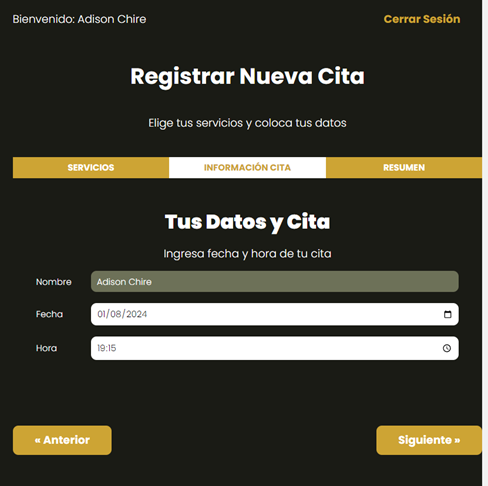 Bienvenido: Adison Chire
Cerrar Sesión
Registrar Nueva Cita
Elige tus servicios y coloca tus datos
SERVICIOS
INFORMACIÓN CITA
RESUMEN
Tus Datos y Cita
Ingresa fecha y hora de tu cita
Nombre
Adison Chire
Fecha
01/08/2024
Hora
19:15
« Anterior
Siguiente »